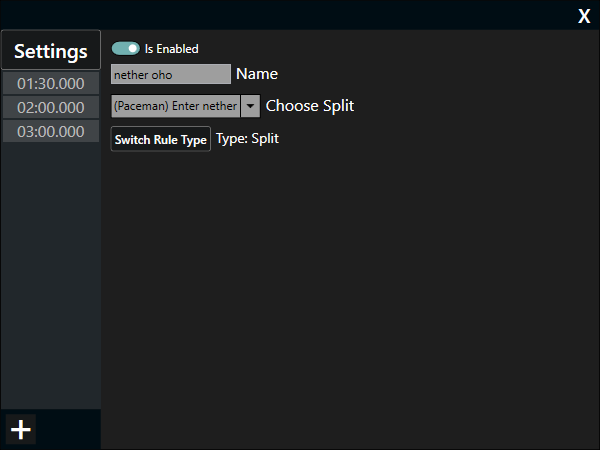 X
Settings
01:30.000
02:00.000
03:00.000
Is Enabled
nether oho Name
(Paceman) Enter nether Choose Split
Switch Rule Type Type: Split
+